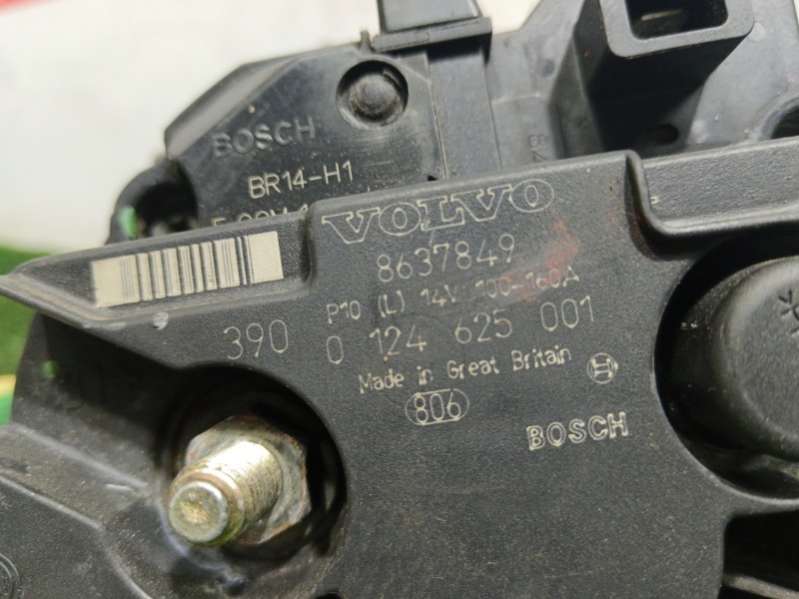 BOSCH
BR14-H1
VOLVO
8637849
P10 (L) 14V 100-160A
390 0 124 625 001
Made in Great Britain
806
BOSCH